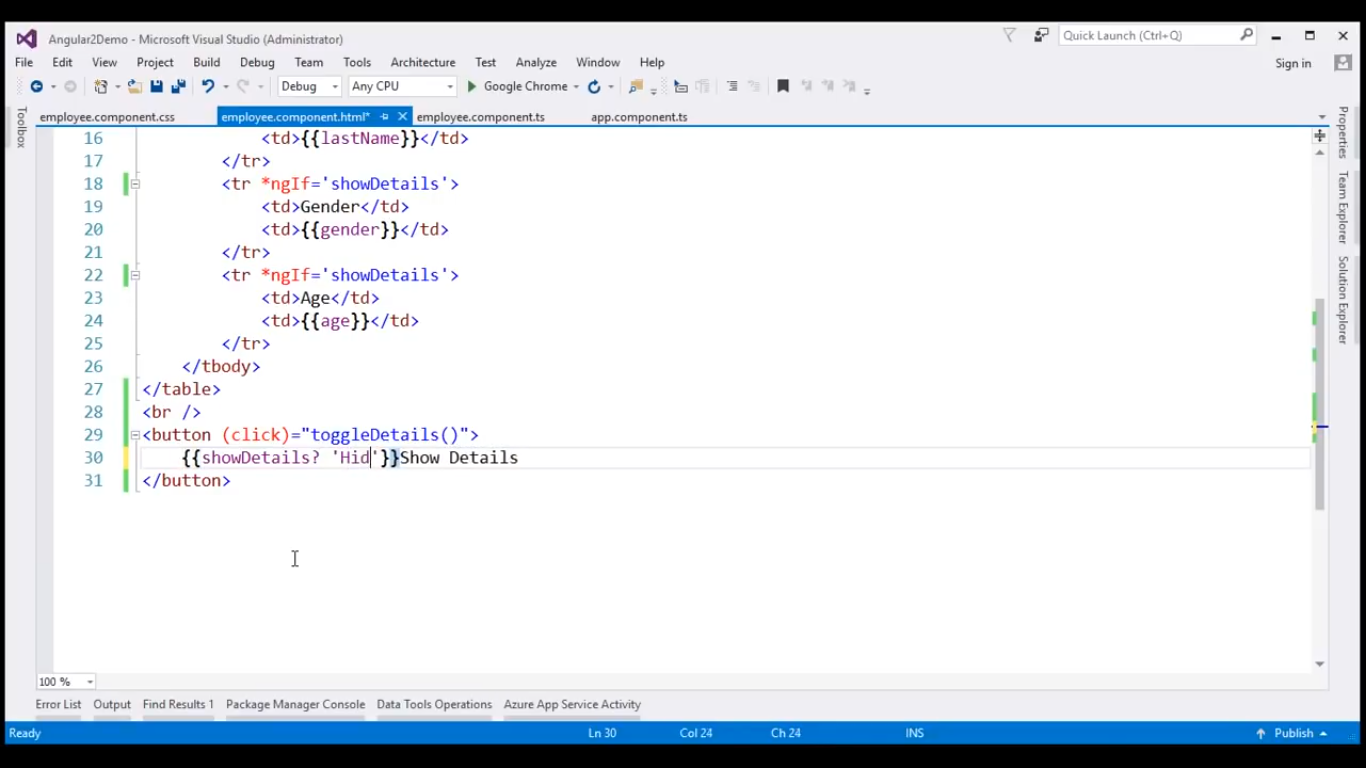 Angular2Demo - Microsoft Visual Studio (Administrator)
Quick Launch (Ctrl+Q)
File Edit View Project Build Debug Team Tools Architecture Test Analyze Window Help
Sign in
Debug Any CPU Google Chrome
Toolbox
employee.component.css employee.component.html* employee.component.ts app.component.ts
Properties
Team Explorer
Solution Explorer
16 <td>{{lastName}}</td>
17 </tr>
18 <tr *ngIf='showDetails'>
19 <td>Gender</td>
20 <td>{{gender}}</td>
21 </tr>
22 <tr *ngIf='showDetails'>
23 <td>Age</td>
24 <td>{{age}}</td>
25 </tr>
26 </tbody>
27 </table>
28 <br />
29 <button (click)="toggleDetails()">
30 {{showDetails? 'Hid'}}Show Details
31 </button>
100 %
Error List Output Find Results 1 Package Manager Console Data Tools Operations Azure App Service Activity
Ready Ln 30 Col 24 Ch 24 INS Publish